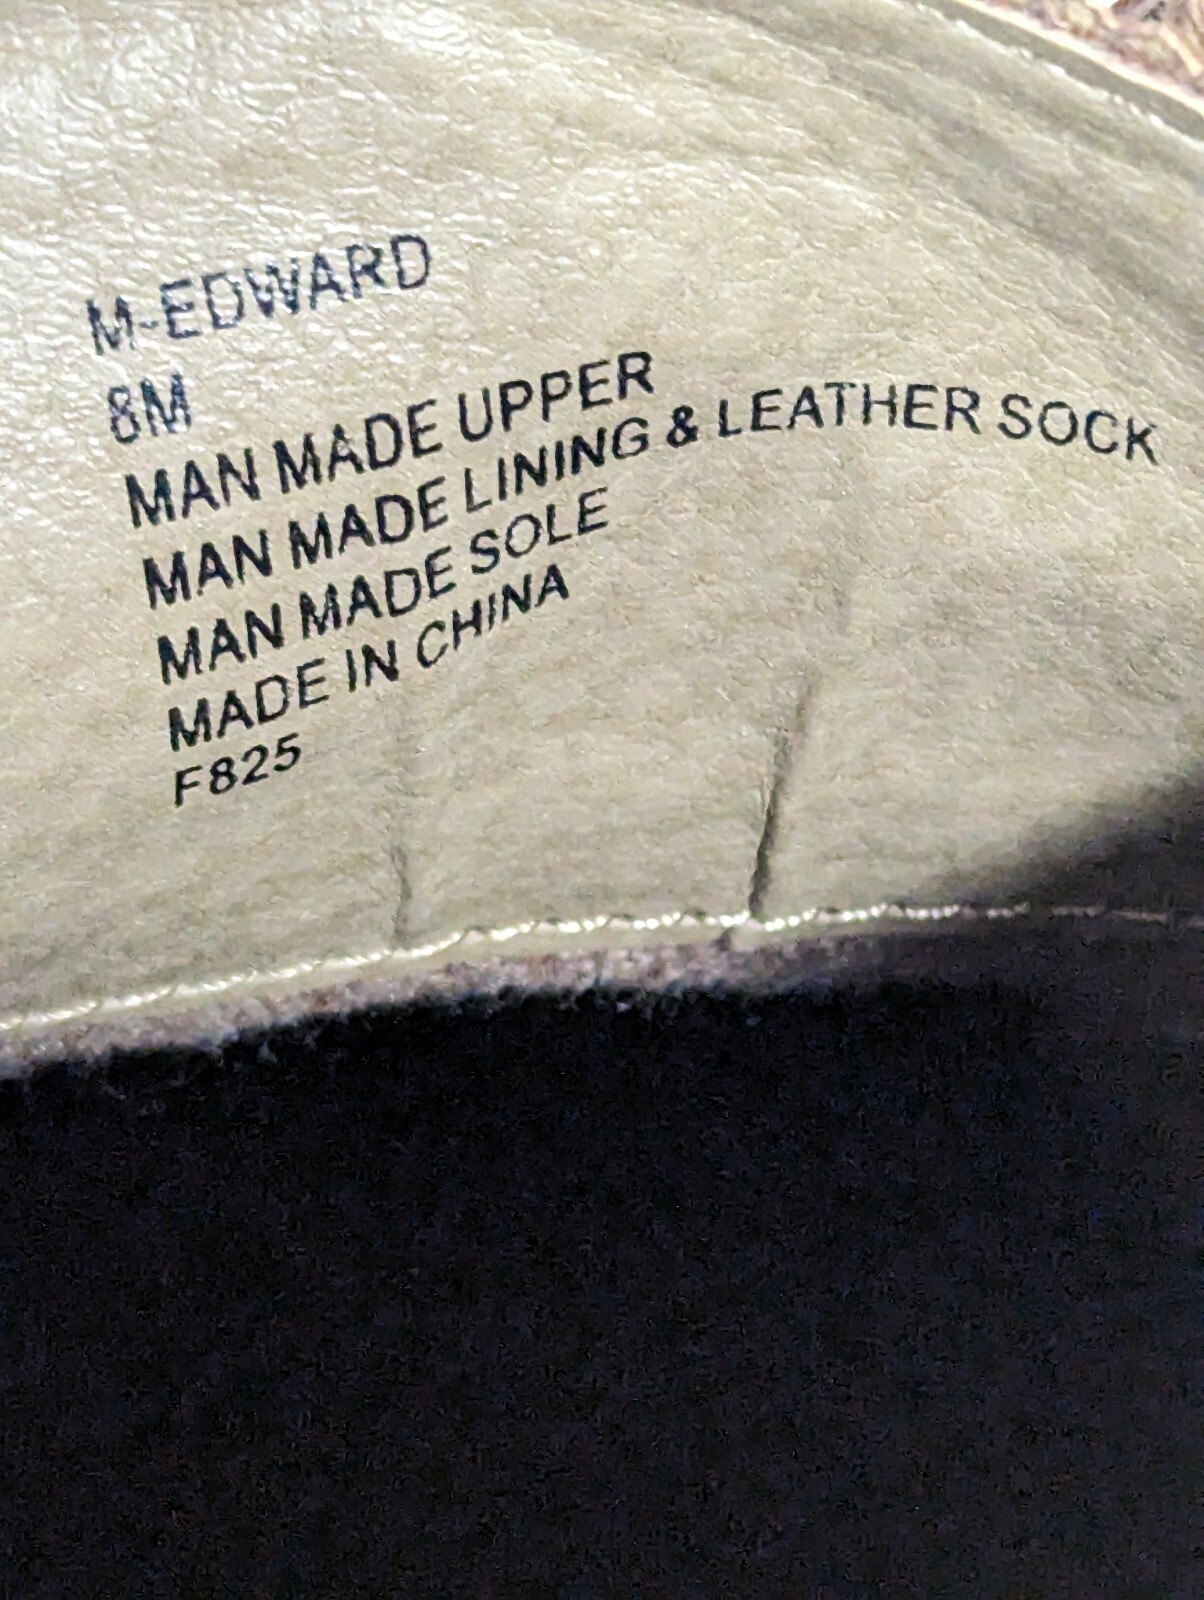 M-EDWARD
8M
MAN MADE UPPER
MAN MADE LINING & LEATHER SOCK
MAN MADE SOLE
MADE IN CHINA
F825